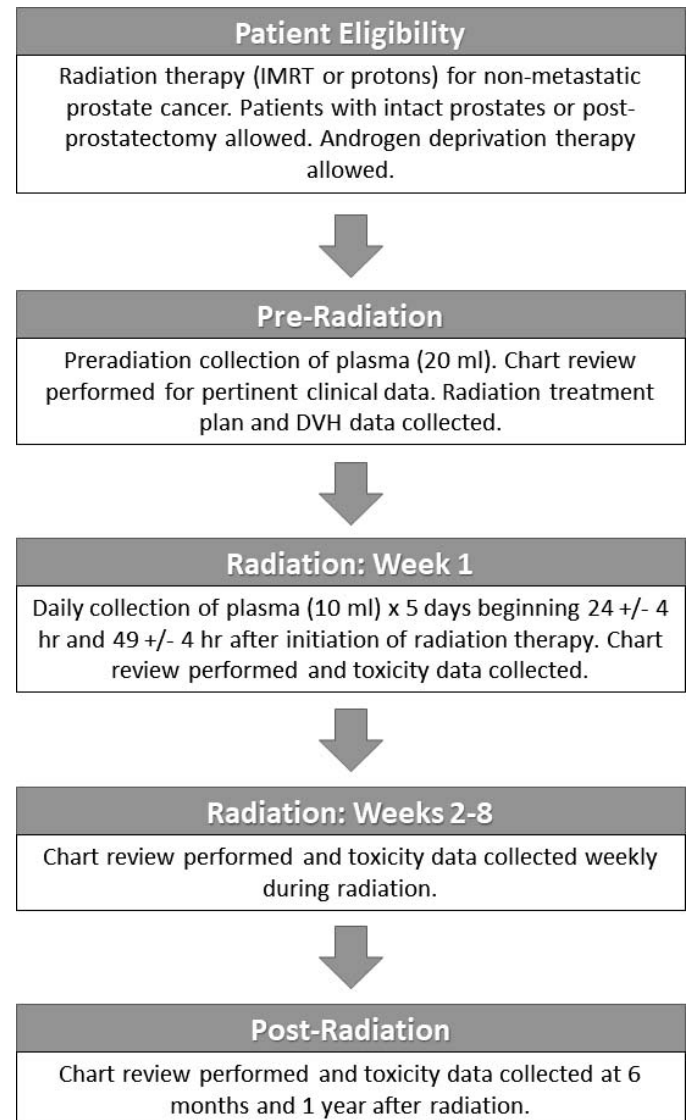 Patient Eligibility
Radiation therapy (IMRT or protons) for non-metastatic
prostate cancer. Patients with intact prostates or post-
prostatectomy allowed. Androgen deprivation therapy
allowed.
Pre-Radiation
Preradiation collection of plasma (20 ml). Chart review
performed for pertinent clinical data. Radiation treatment
plan and DVH data collected.
Radiation: Week 1
Daily collection of plasma (10 ml) x 5 days beginning 24 +/- 4
hr and 49 +/- 4 hr after initiation of radiation therapy. Chart
review performed and toxicity data collected.
Radiation: Weeks 2-8
Chart review performed and toxicity data collected weekly
during radiation.
Post-Radiation
Chart review performed and toxicity data collected at 6
months and 1 year after radiation.